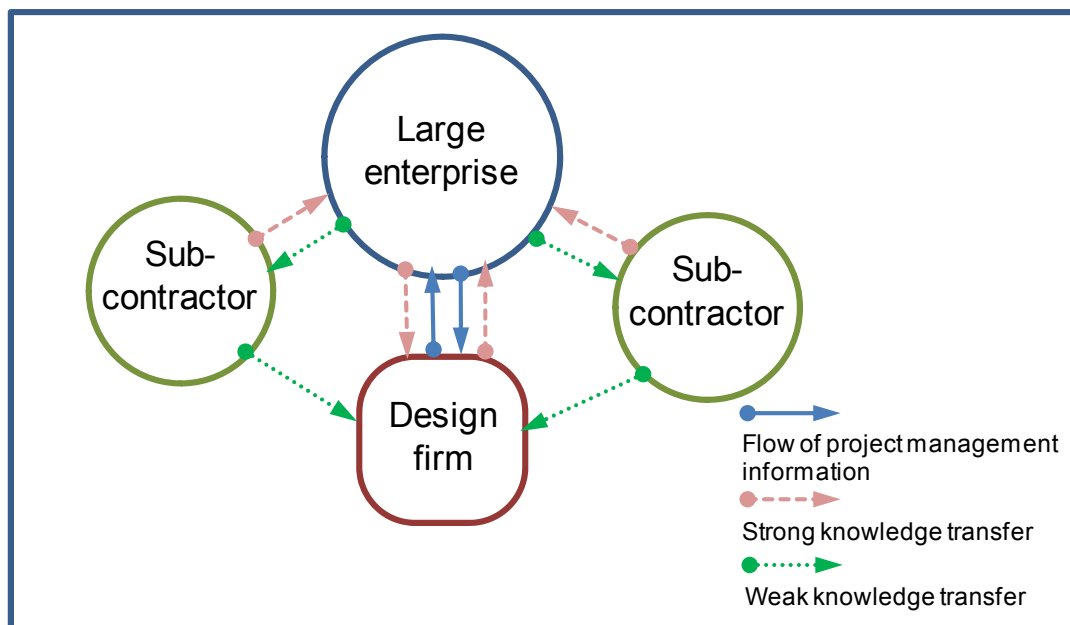 Large
enterprise
Sub-
contractor
Sub-
contractor
Design
firm
Flow of project management
information
Strong knowledge transfer
Weak knowledge transfer